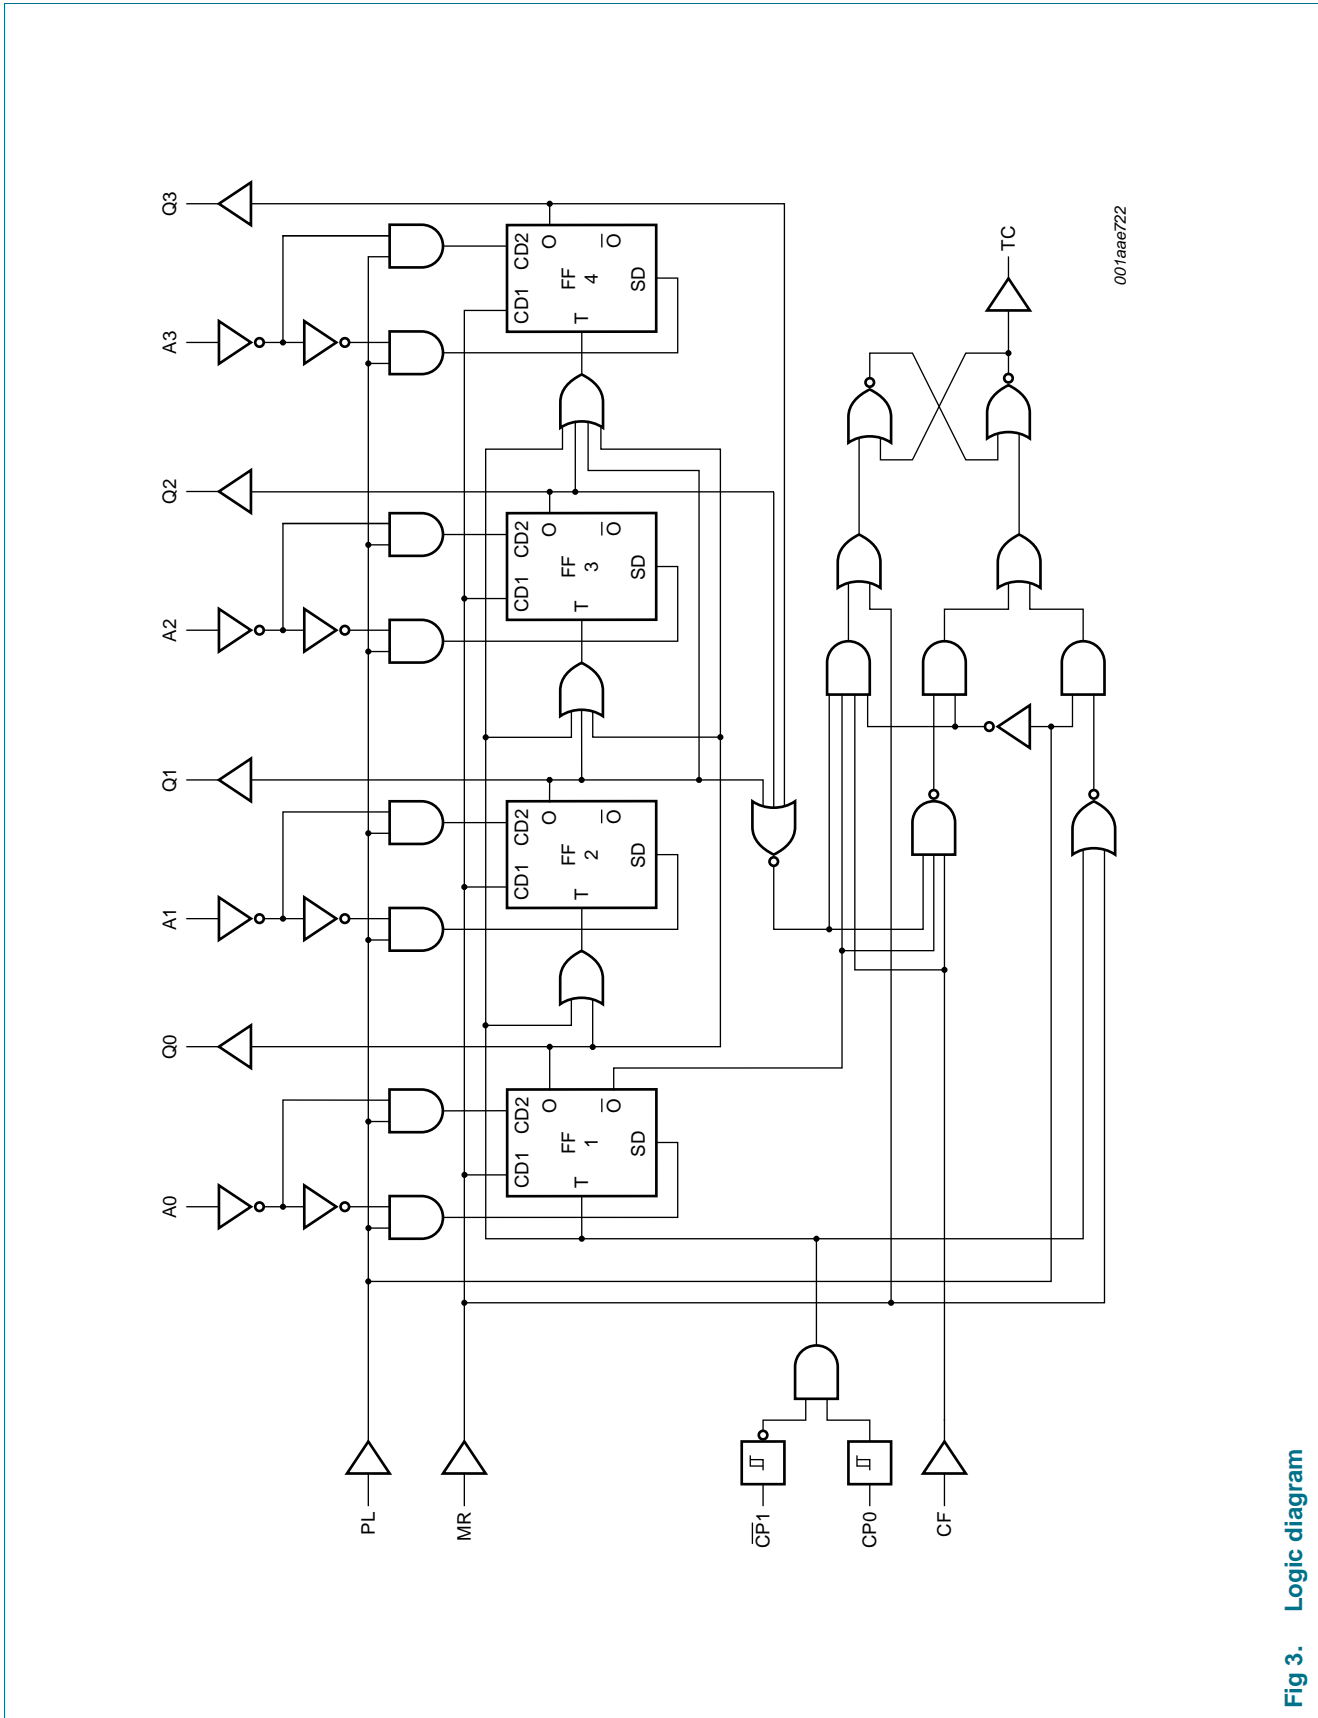 Q3
A3
Q2
A2
Q1
A1
Q0
A0
CD2
O
O̅
CD1
FF
4
SD
T
CD2
O
O̅
CD1
FF
3
SD
T
CD2
O
O̅
CD1
FF
2
SD
T
CD2
O
O̅
CD1
FF
1
SD
T
TC
001aae722
PL
MR
C̅P̅1
CP0
CF
Fig 3. Logic diagram